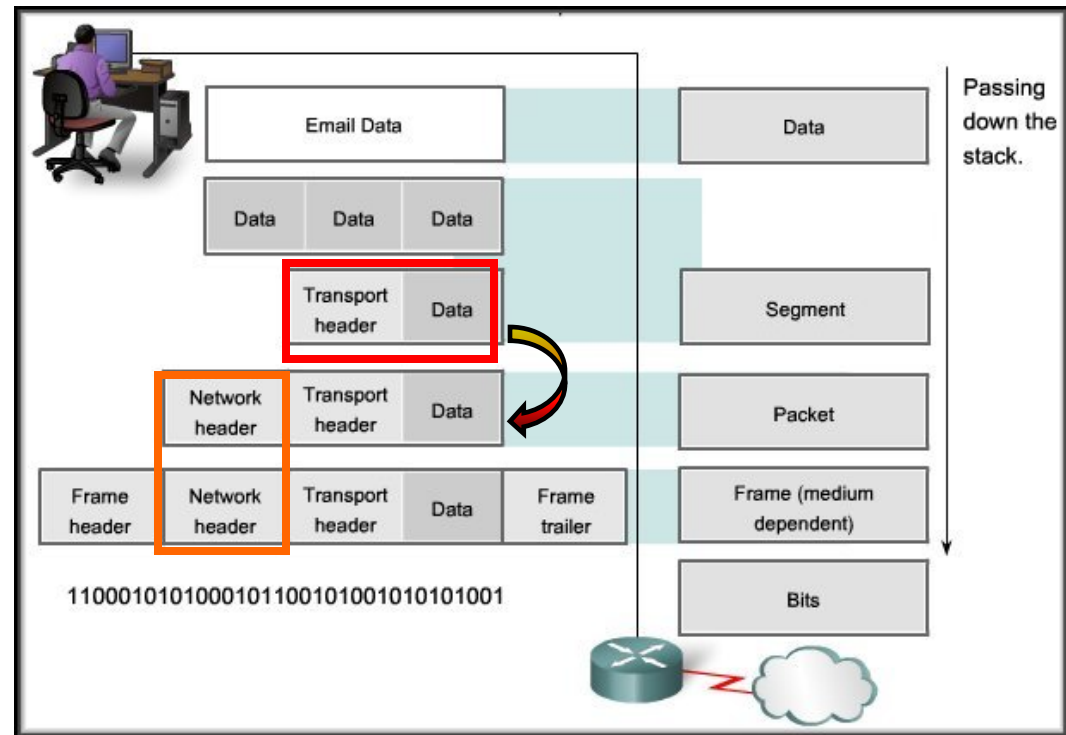 Email Data
Data
Passing
down the
stack.
Data Data Data
Transport
header
Data
Segment
Network
header
Transport
header
Data
Packet
Frame
header
Network
header
Transport
header
Data
Frame
trailer
Frame (medium
dependent)
1100010101000101100101001010101001
Bits